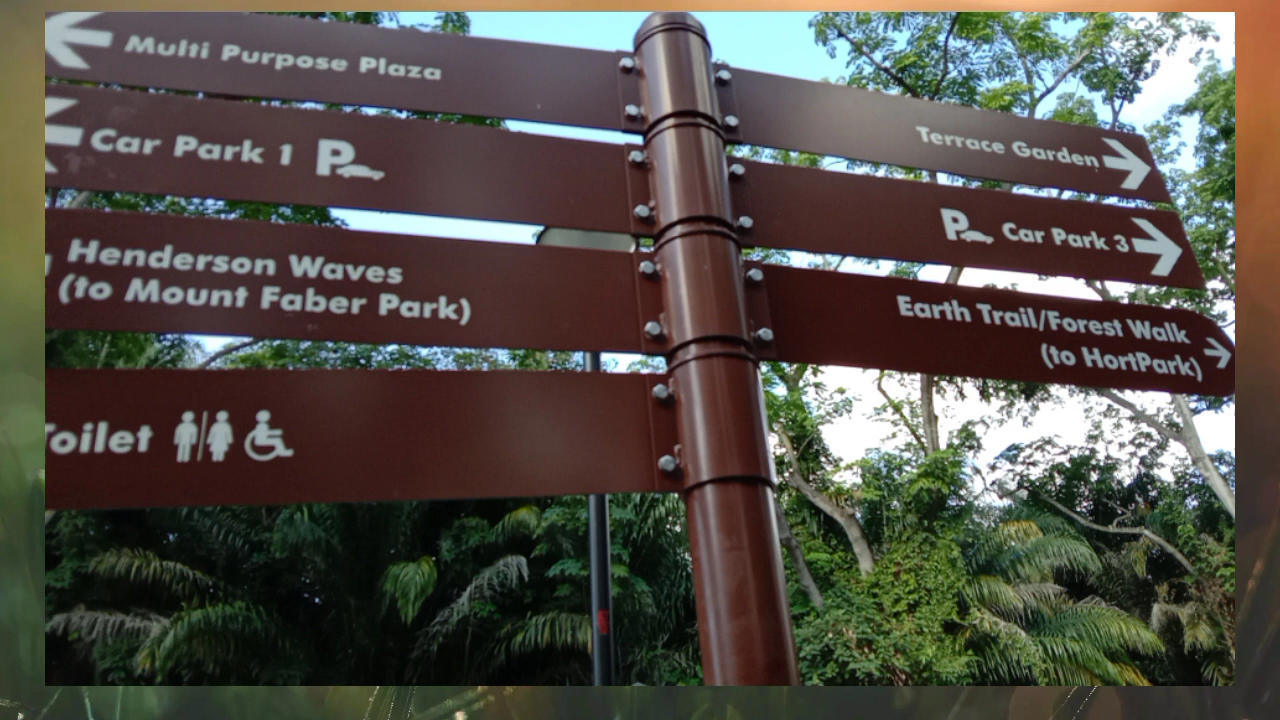 Multi Purpose Plaza
Car Park 1 P
Henderson Waves
(to Mount Faber Park)
Toilet
Terrace Garden
P Car Park 3
Earth Trail/Forest Walk
(to HortPark)